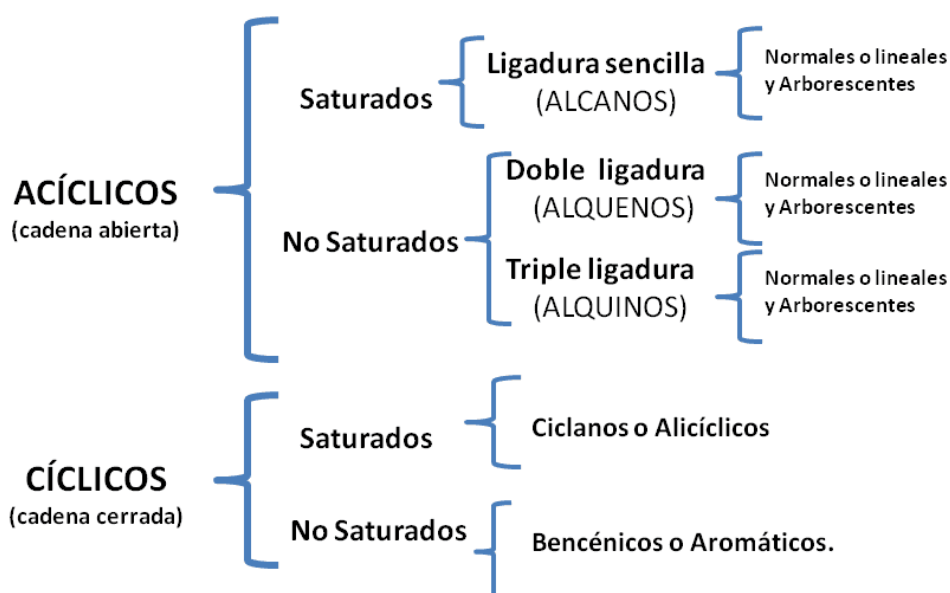 ACÍCLICOS
(cadena abierta)
Saturados
Ligadura sencilla
(ALCANOS)
Normales o lineales
y Arborescentes
No Saturados
Doble ligadura
(ALQUENOS)
Normales o lineales
y Arborescentes
Triple ligadura
(ALQUINOS)
Normales o lineales
y Arborescentes
CÍCLICOS
(cadena cerrada)
Saturados
Ciclanos o Alicíclicos
No Saturados
Bencénicos o Aromáticos.